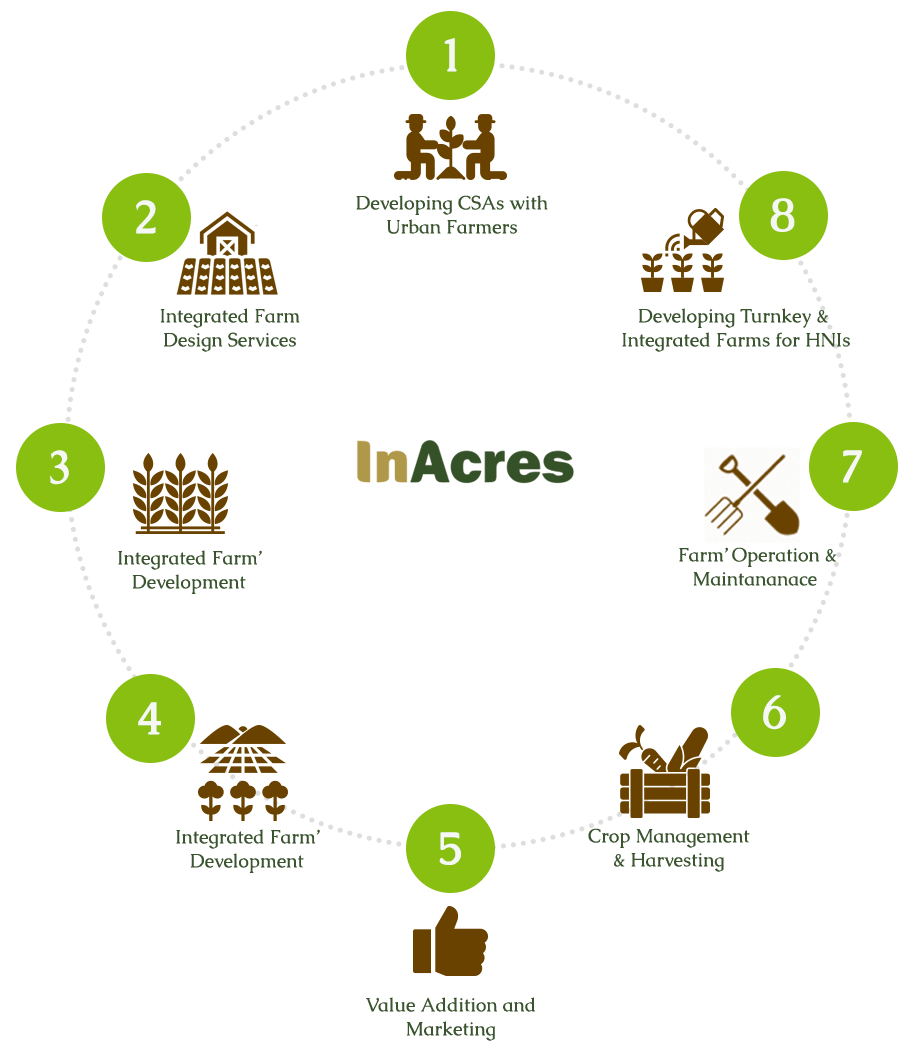 1
Developing CSAs with
Urban Farmers
2
Integrated Farm
Design Services
3
Integrated Farm’
Development
4
Integrated Farm’
Development
5
Value Addition and
Marketing
6
Crop Management
& Harvesting
7
Farm’ Operation &
Maintananace
8
Developing Turnkey &
Integrated Farms for HNIs
InAcres